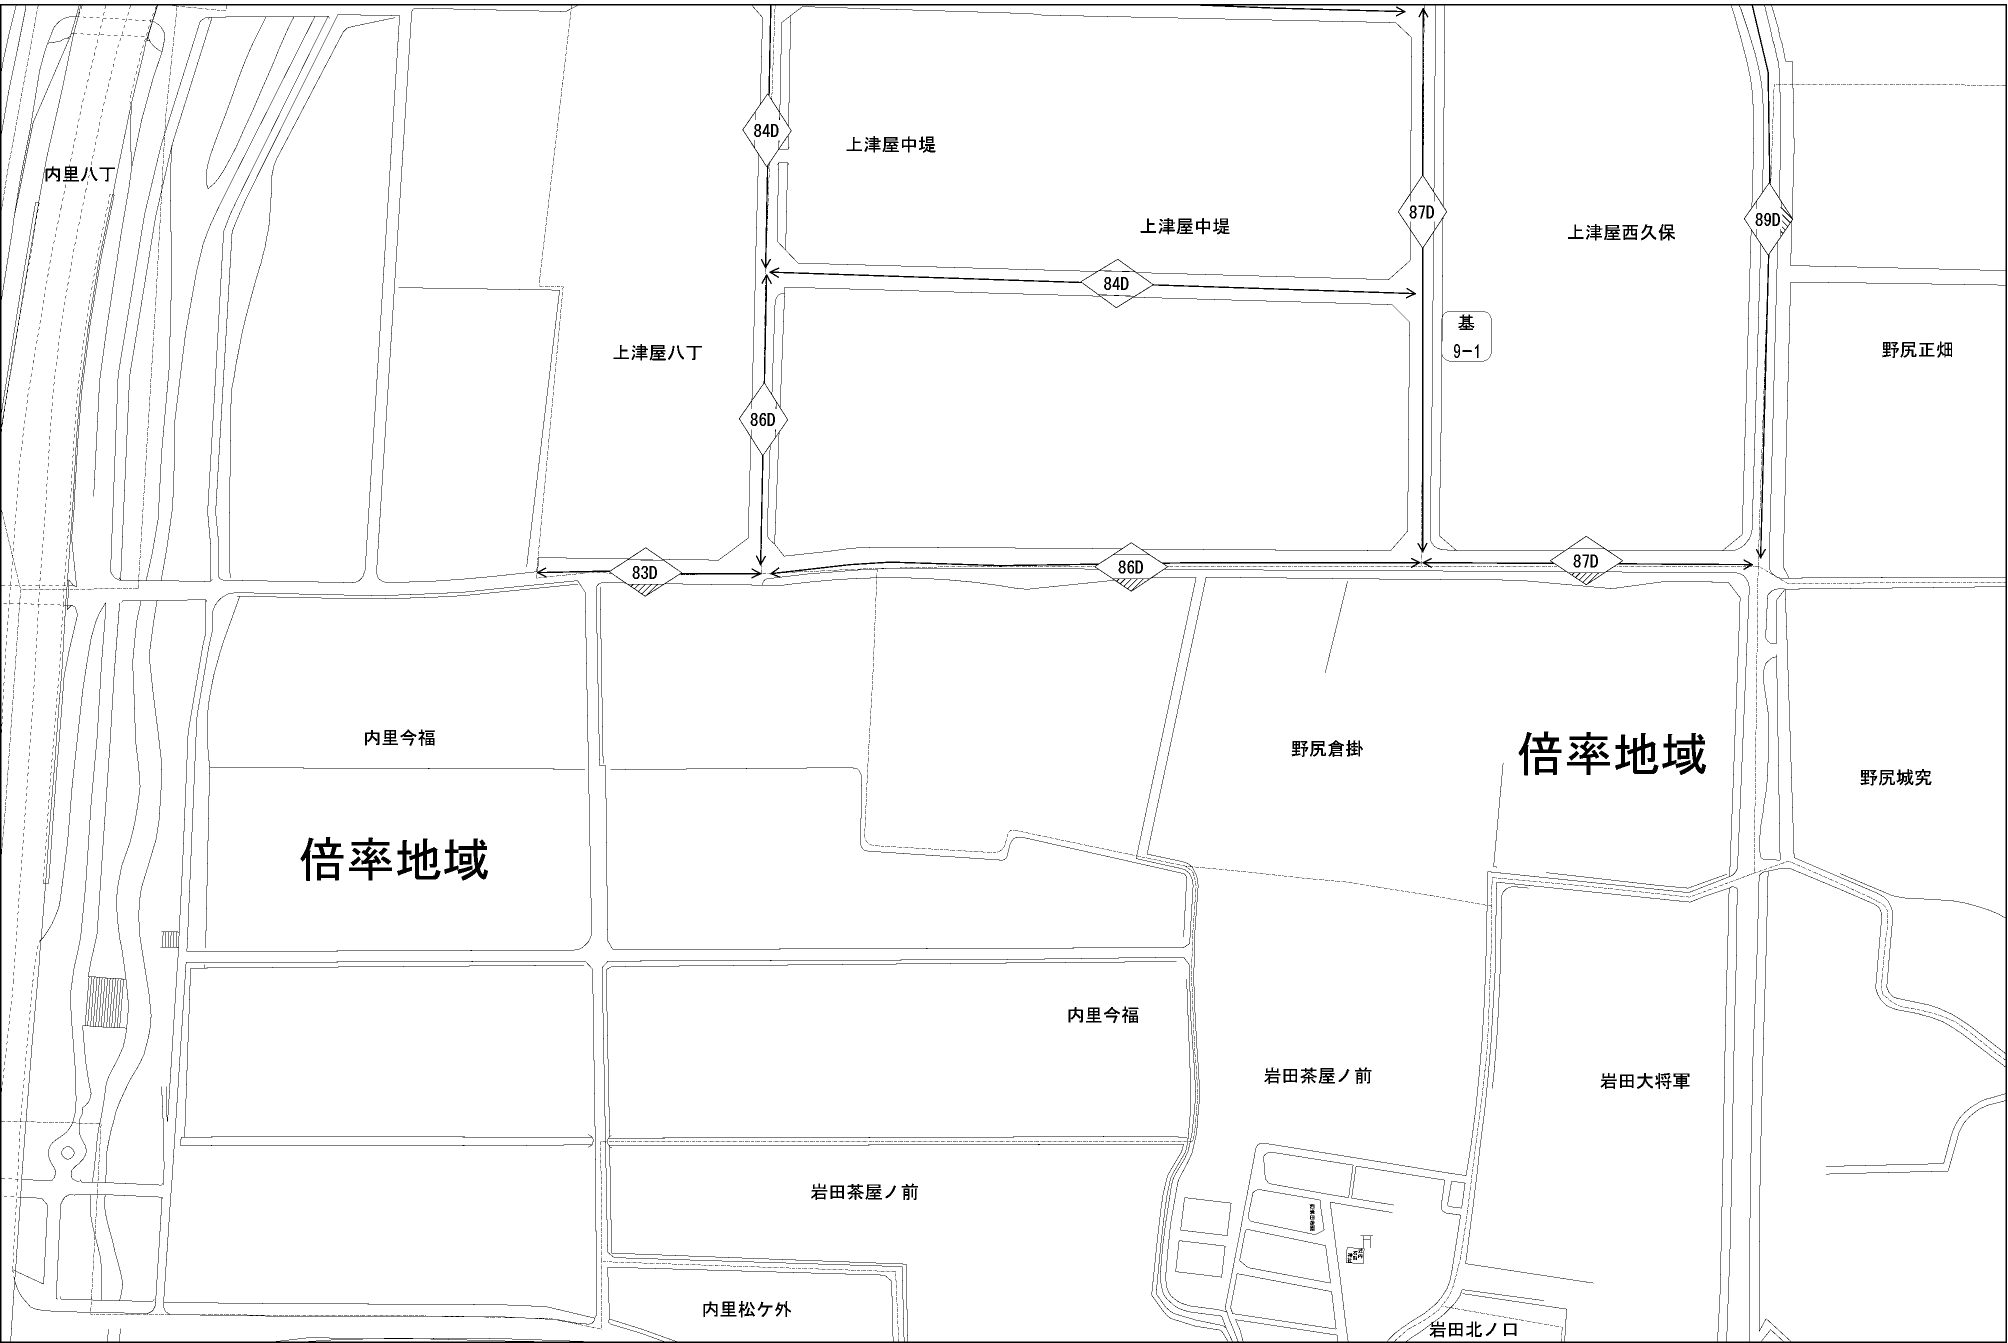 84D
上津屋中堤
内里八丁
87D
89D
上津屋中堤
上津屋西久保
84D
基
9-1
上津屋八丁
野尻正畑
86D
83D
86D
87D
内里今福
野尻倉掛
倍率地域
野尻城究
倍率地域
内里今福
岩田茶屋ノ前
岩田大将軍
岩田茶屋ノ前
内里松ケ外
岩田北ノ口